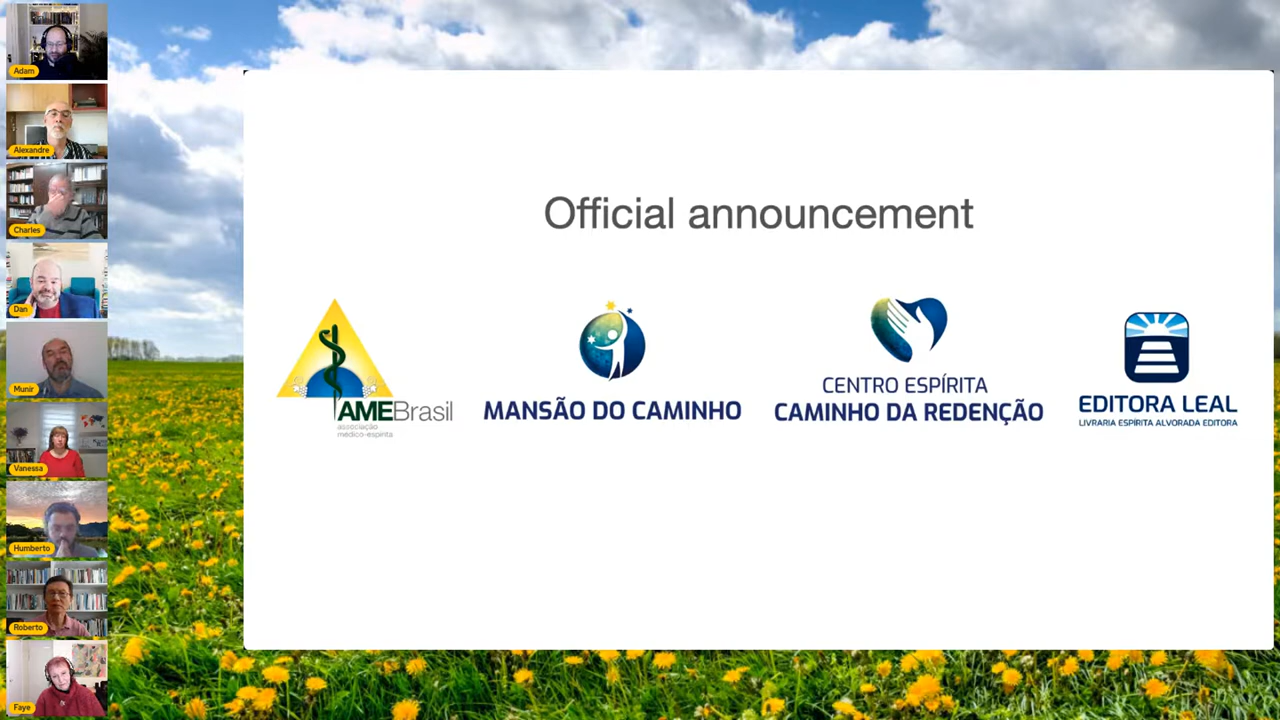 Adam
Alexandre
Charles
Dan
Munir
Vanessa
Humberto
Roberto
Faye
Official announcement
AMEBrasil
associação
médico-espírita
MANSÃO DO CAMINHO
CENTRO ESPÍRITA
CAMINHO DA REDENÇÃO
EDITORA LEAL
LIVRARIA ESPÍRITA ALVORADA EDITORA